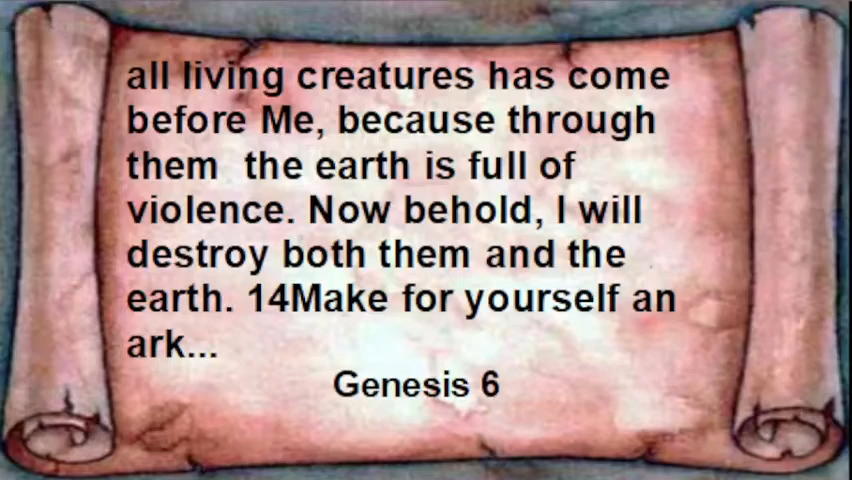 all living creatures has come
before Me, because through
them  the earth is full of
violence. Now behold, I will
destroy both them and the
earth. 14Make for yourself an
ark...
Genesis 6